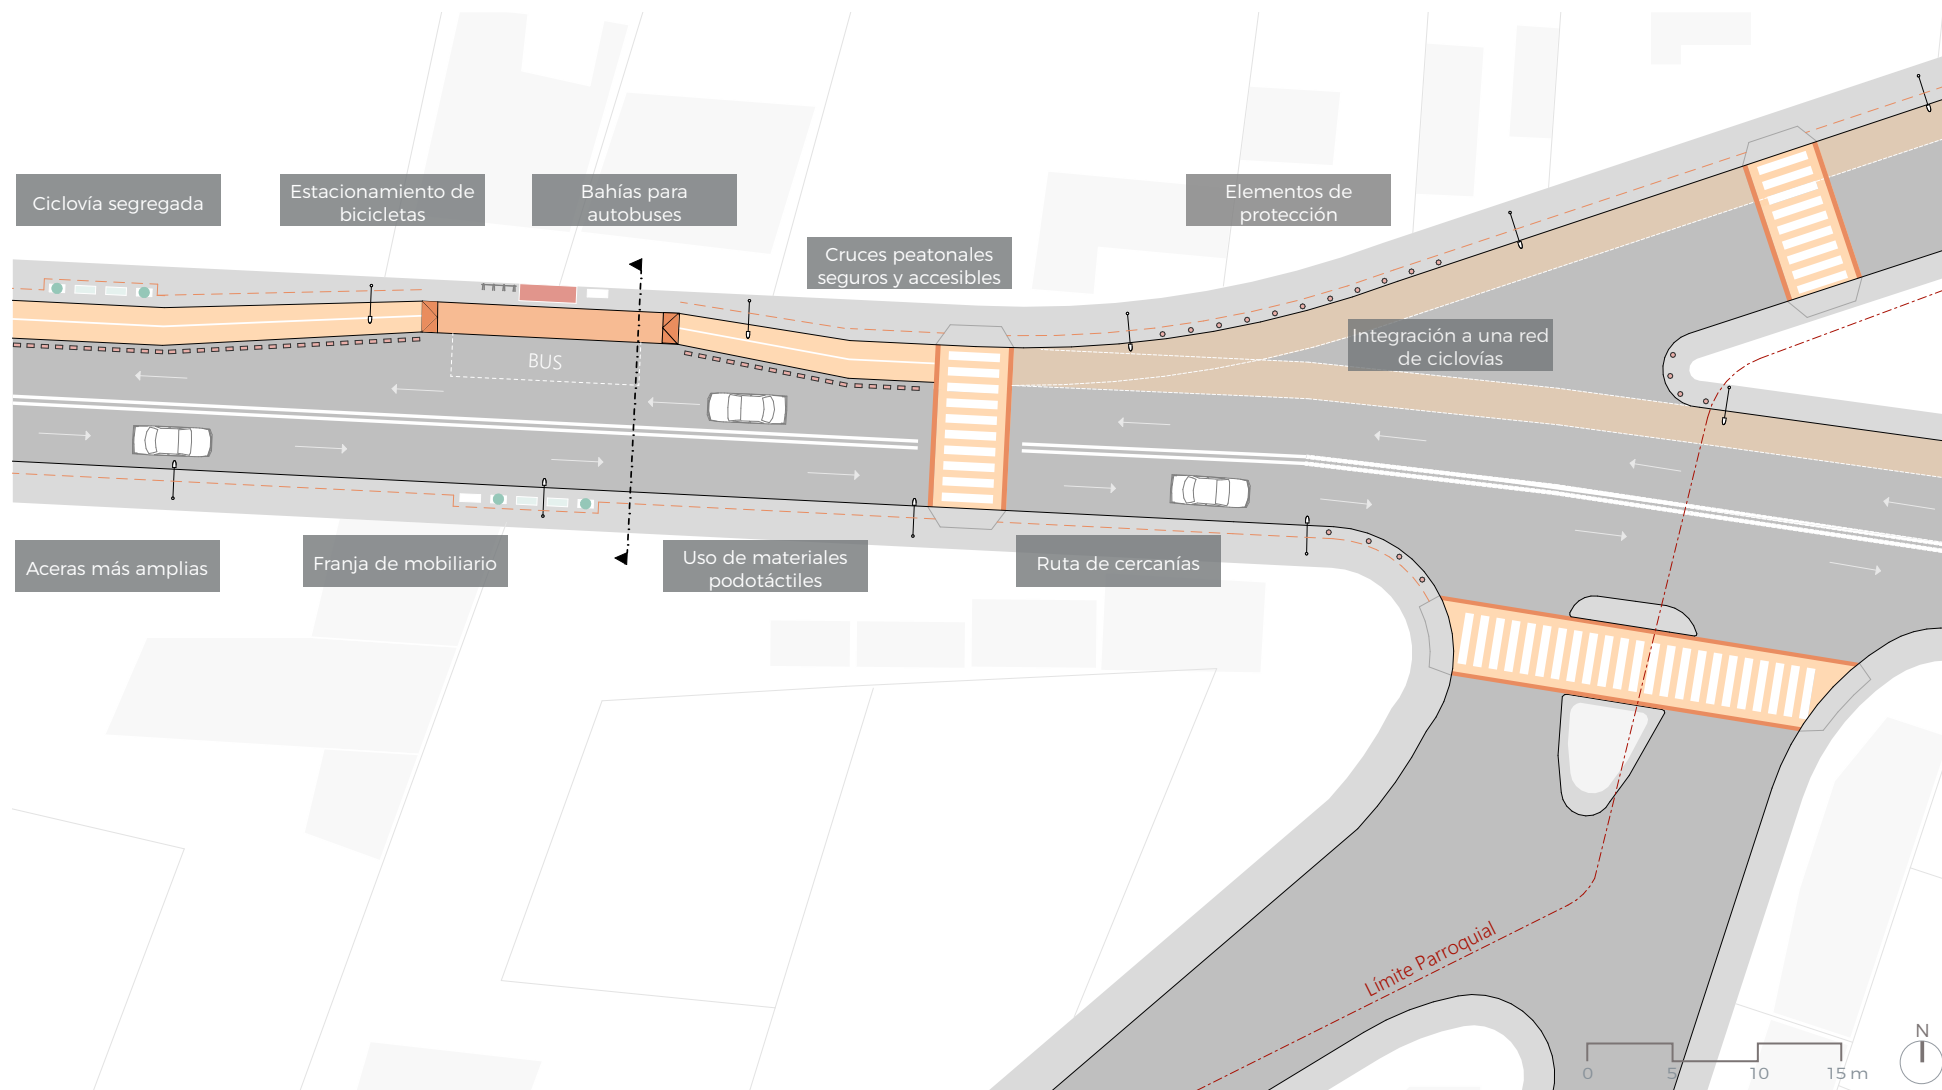 Ciclovía segregada
Estacionamiento de
bicicletas
Bahías para
autobuses
Cruces peatonales
seguros y accesibles
Elementos de
protección
Integración a una red
de ciclovías
BUS
Aceras más amplias
Franja de mobiliario
Uso de materiales
podotáctiles
Ruta de cercanías
Límite Parroquial
N
0 5 10 15 m